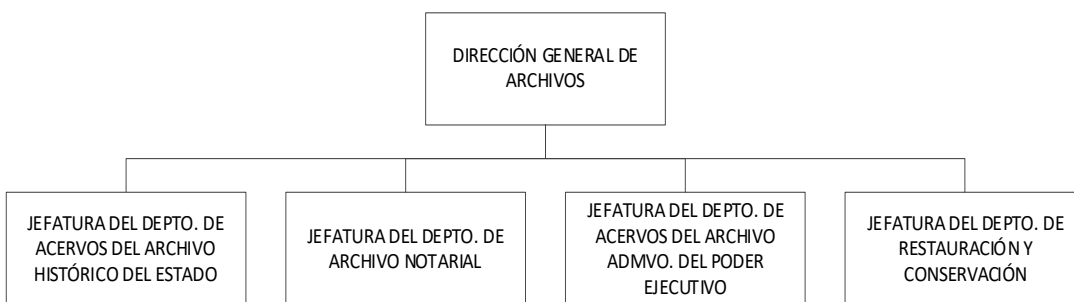 DIRECCIÓN GENERAL DE
ARCHIVOS
JEFATURA DEL DEPTO. DE
ACERVOS DEL ARCHIVO
HISTÓRICO DEL ESTADO
JEFATURA DEL DEPTO. DE
ARCHIVO NOTARIAL
JEFATURA DEL DEPTO. DE
ACERVOS DEL ARCHIVO
ADMVO. DEL PODER
EJECUTIVO
JEFATURA DEL DEPTO. DE
RESTAURACIÓN Y
CONSERVACIÓN